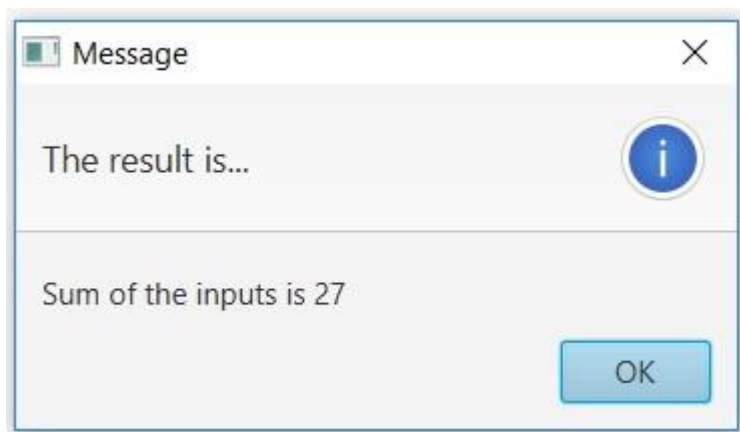 Message
The result is...
Sum of the inputs is 27
OK